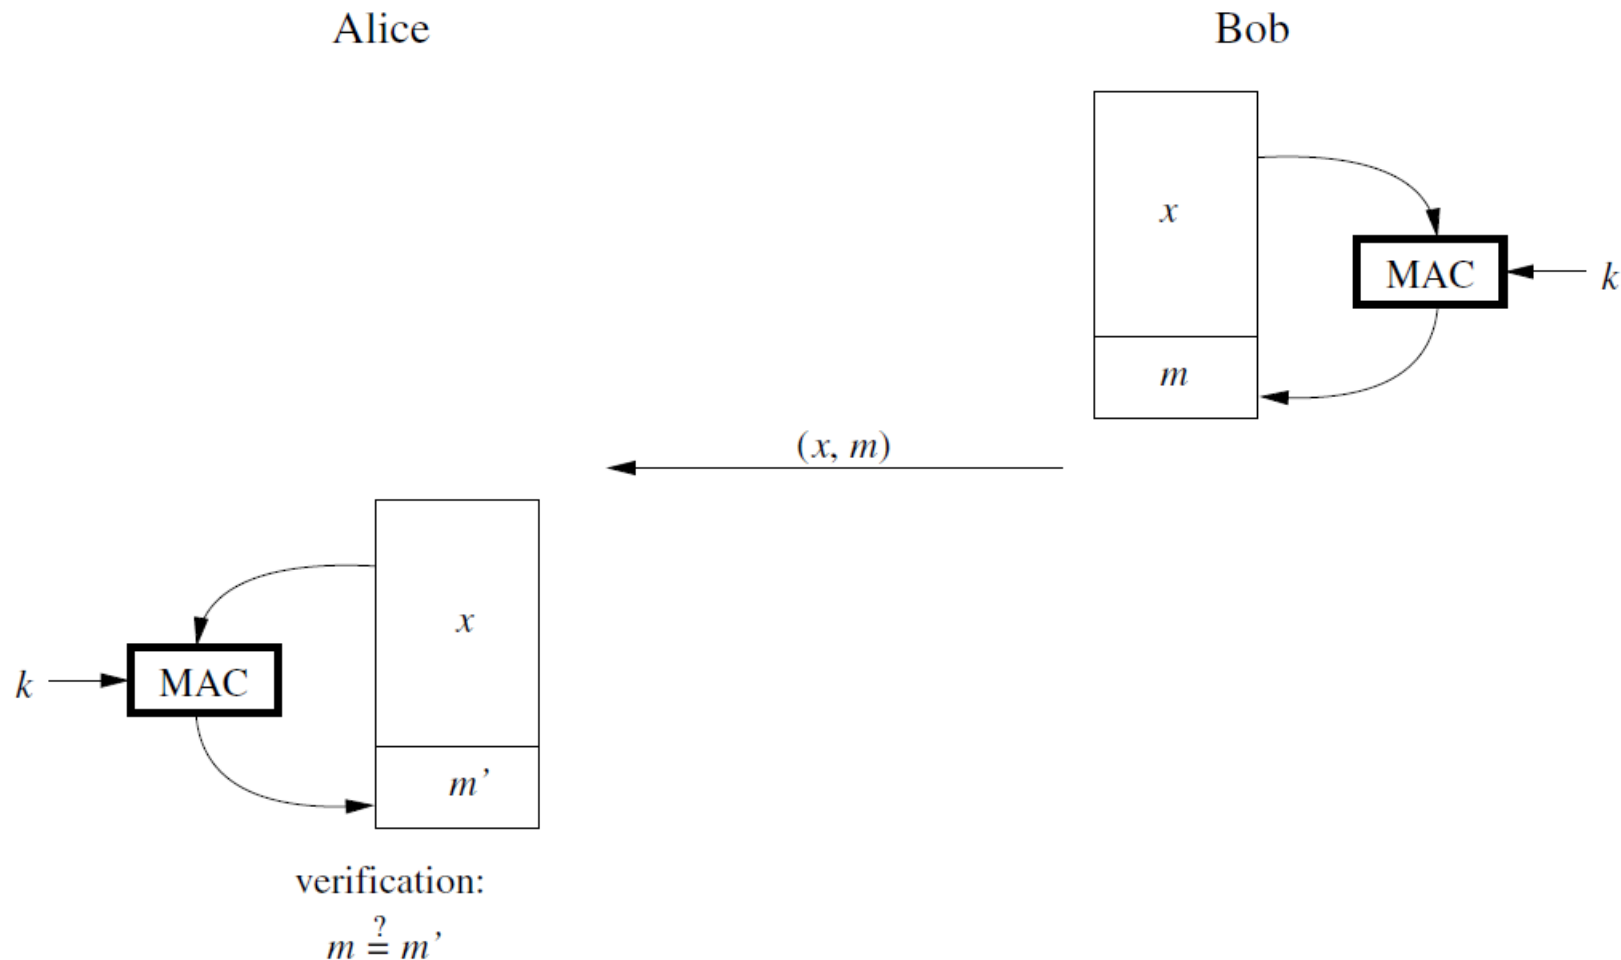 Alice
Bob
x
MAC
k
m
(x, m)
x
k
MAC
m’
verification:
m ?= m’